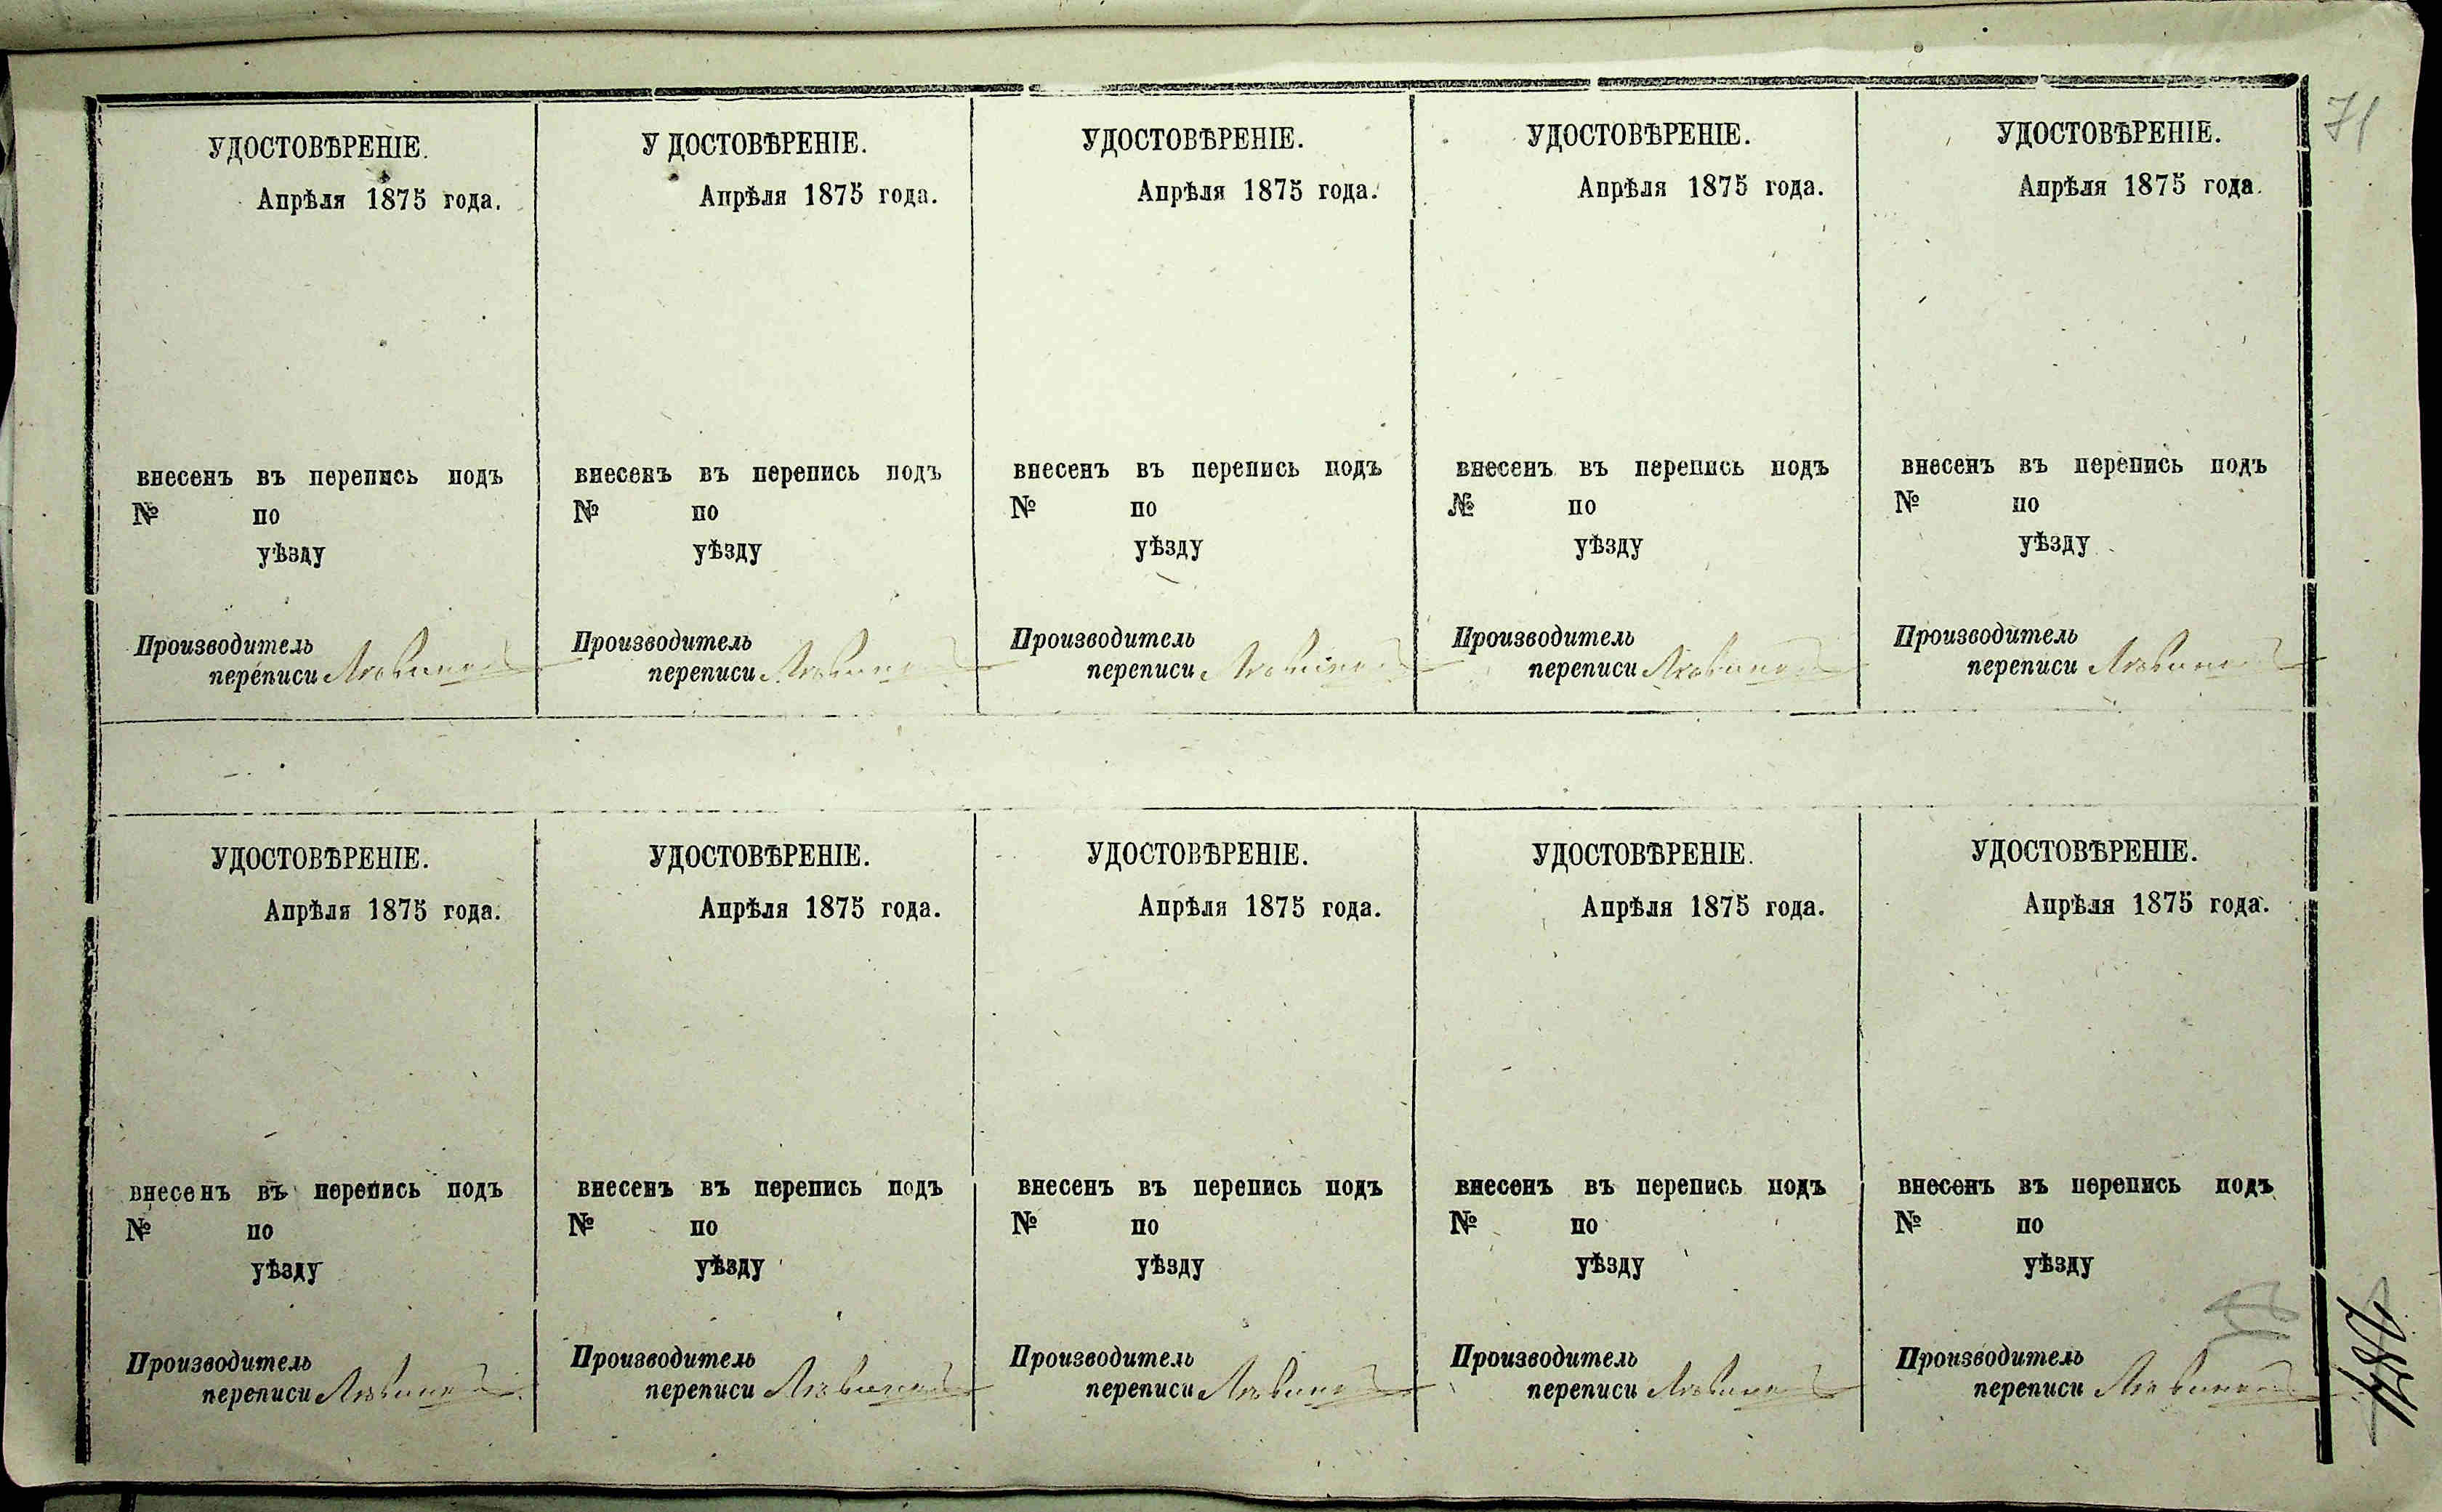 71
УДОСТОВѢРЕНІЕ.
Апрѣля 1875 года.
внесенъ въ перепись подъ
№ по
уѣзду
Производитель
переписи
У ДОСТОВѢРЕНІЕ.
Апрѣля 1875 года.
внесенъ въ перепись подъ
№ по
уѣзду
Производитель
переписи
УДОСТОВѢРЕНІЕ.
Апрѣля 1875 года.
внесенъ въ перепись подъ
№ по
уѣзду
Производитель
переписи
УДОСТОВѢРЕНІЕ.
Апрѣля 1875 года.
внесенъ въ перепись подъ
№ по
уѣзду
Производитель
переписи
УДОСТОВѢРЕНІЕ.
Апрѣля 1875 года.
внесенъ въ перепись подъ
№ по
уѣзду
Производитель
переписи
УДОСТОВѢРЕНІЕ.
Апрѣля 1875 года.
внесенъ въ перепись подъ
№ по
уѣзду
Производитель
переписи
УДОСТОВѢРЕНІЕ.
Апрѣля 1875 года.
внесенъ въ перепись подъ
№ по
уѣзду
Производитель
переписи
УДОСТОВѢРЕНІЕ.
Апрѣля 1875 года.
внесенъ въ перепись подъ
№ по
уѣзду
Производитель
переписи
УДОСТОВѢРЕНІЕ.
Апрѣля 1875 года.
внесенъ въ перепись подъ
№ по
уѣзду
Производитель
переписи
УДОСТОВѢРЕНІЕ.
Апрѣля 1875 года.
внесенъ въ перепись подъ
№ по
уѣзду
Производитель
переписи